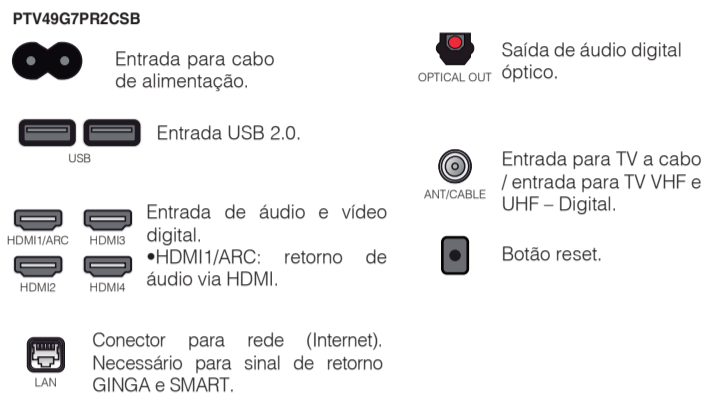 PTV49G7PR2CSB
Entrada para cabo
de alimentação.
USB
Entrada USB 2.0.
HDMI1/ARC
HDMI3
HDMI2
HDMI4
Entrada de áudio e vídeo
digital.
•HDMI1/ARC: retorno de
áudio via HDMI.
LAN
Conector para rede (Internet).
Necessário para sinal de retorno
GINGA e SMART.
OPTICAL OUT
Saída de áudio digital
óptico.
ANT/CABLE
Entrada para TV a cabo
/ entrada para TV VHF e
UHF – Digital.
Botão reset.